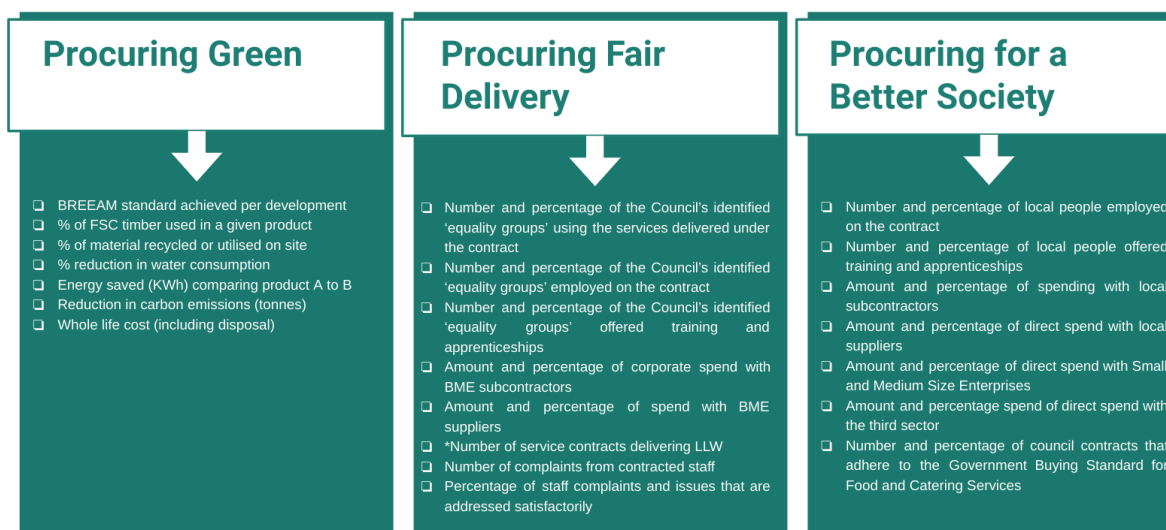 Procuring Green
❏ BREEAM standard achieved per development
❏ % of FSC timber used in a given product
❏ % of material recycled or utilised on site
❏ % reduction in water consumption
❏ Energy saved (KWh) comparing product A to B
❏ Reduction in carbon emissions (tonnes)
❏ Whole life cost (including disposal)
Procuring Fair
Delivery
❏ Number and percentage of the Council's identified
'equality groups' using the services delivered under
the contract
❏ Number and percentage of the Council's identified
'equality groups' employed on the contract
❏ Number and percentage of the Council's identified
'equality groups' offered training and
apprenticeships
❏ Amount and percentage of corporate spend with
BME subcontractors
❏ Amount and percentage of spend with BME
suppliers
❏ *Number of service contracts delivering LLW
❏ Number of complaints from contracted staff
❏ Percentage of staff complaints and issues that are
addressed satisfactorily
Procuring for a
Better Society
❏ Number and percentage of local people employed
on the contract
❏ Number and percentage of local people offered
training and apprenticeships
❏ Amount and percentage of spending with local
subcontractors
❏ Amount and percentage of direct spend with local
suppliers
❏ Amount and percentage of direct spend with Small
and Medium Size Enterprises
❏ Amount and percentage spend of direct spend with
the third sector
❏ Number and percentage of council contracts that
adhere to the Government Buying Standard for
Food and Catering Services